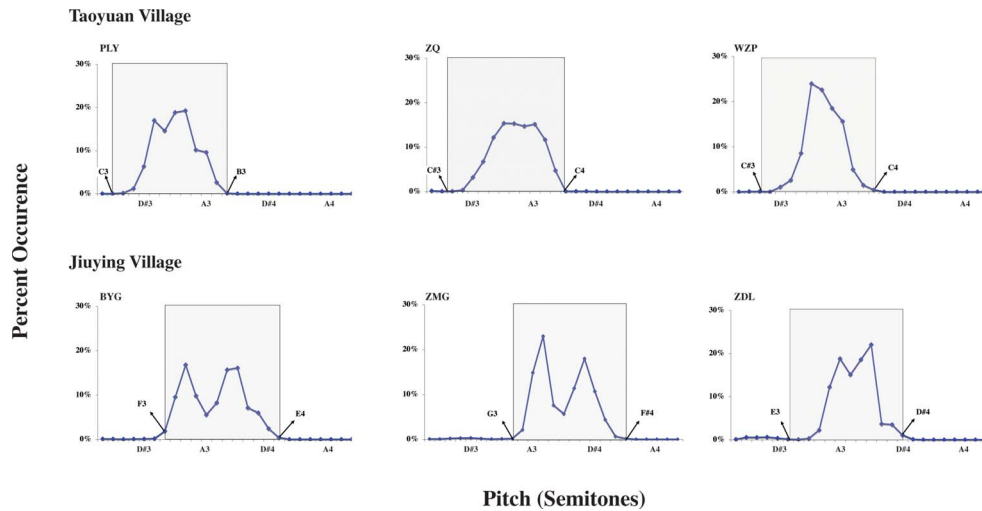 Taoyuan Village
PLY
30%
20%
10%
0%
C3
B3
D#3
A3
D#4
A4
ZQ
30%
20%
10%
0%
C#3
C4
D#3
A3
D#4
A4
WZP
30%
20%
10%
0%
C#3
C4
D#3
A3
D#4
A4
Percent Occurence
Jiuying Village
BYG
30%
20%
10%
0%
F3
E4
D#3
A3
D#4
A4
ZMG
30%
20%
10%
0%
G3
F#4
D#3
A3
D#4
A4
ZDL
30%
20%
10%
0%
E3
D#4
D#3
A3
D#4
A4
Pitch (Semitones)